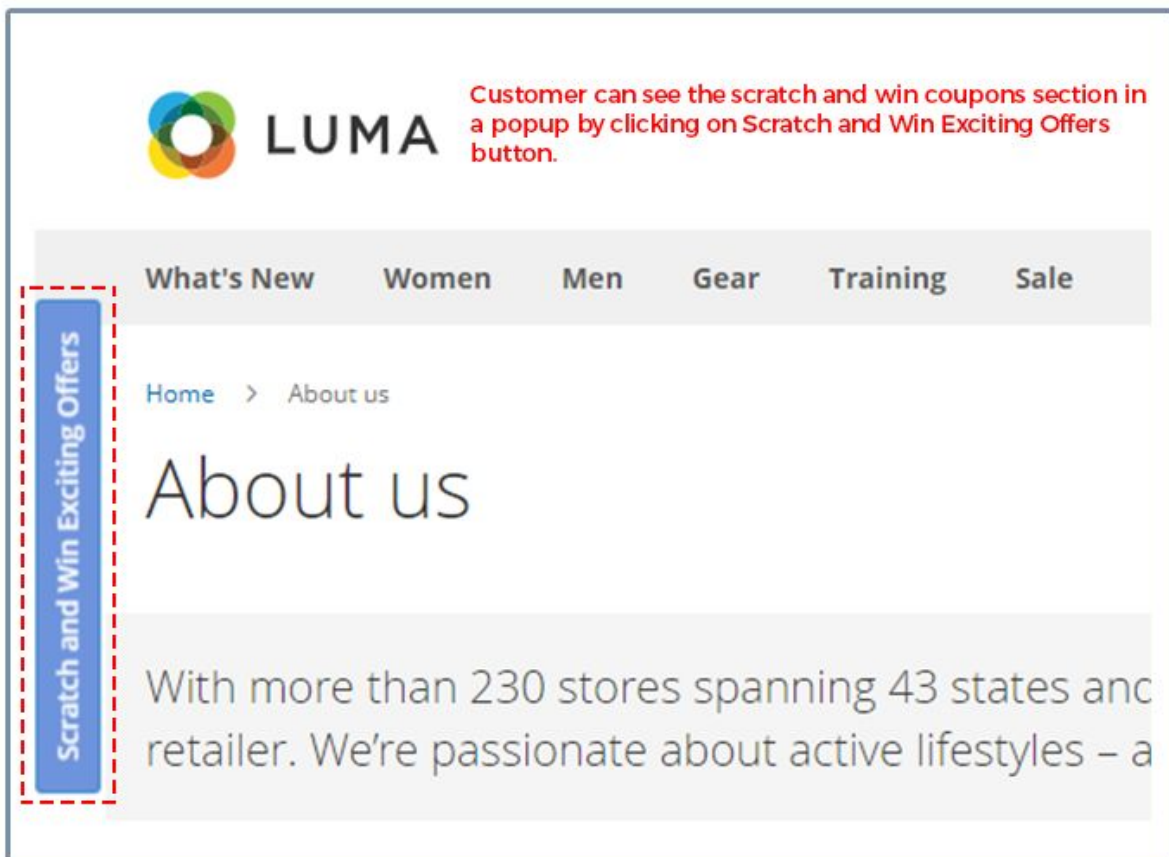 LUMA
Customer can see the scratch and win coupons section in
a popup by clicking on Scratch and Win Exciting Offers
button.
What's New Women Men Gear Training Sale
Scratch and Win Exciting Offers
Home > About us
About us
With more than 230 stores spanning 43 states and
retailer. We're passionate about active lifestyles – a